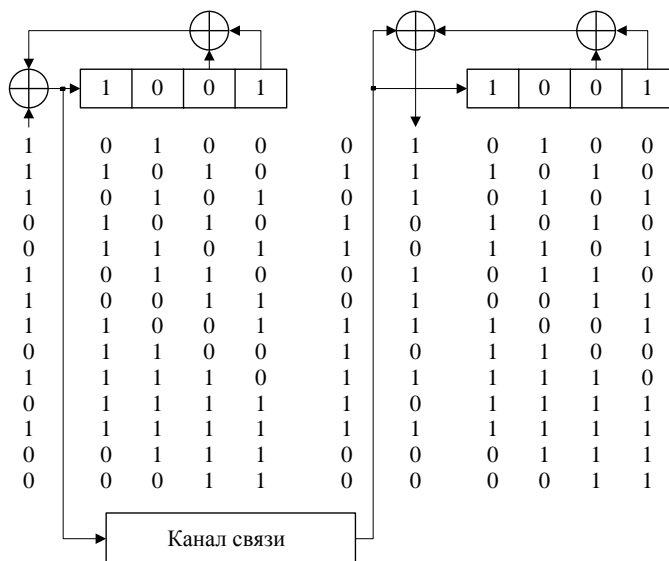 1 0 0 1 1 0 0 1
1 0 1 0 0 0 1 0 1 0 0
1 1 0 1 0 1 1 1 0 1 0
1 0 1 0 1 0 1 0 1 0 1
0 1 0 1 0 1 0 1 0 1 0
0 1 1 0 1 1 0 1 1 0 1
1 0 1 1 0 0 1 0 1 1 0
1 0 0 1 1 0 1 0 0 1 1
1 1 0 0 1 1 1 1 0 0 1
0 1 1 0 0 1 0 1 1 0 0
1 1 1 1 0 1 1 1 1 1 0
0 1 1 1 1 1 0 1 1 1 1
1 1 1 1 1 1 1 1 1 1 1
0 0 1 1 1 0 0 0 1 1 1
0 0 0 1 1 0 0 0 0 1 1
Канал связи